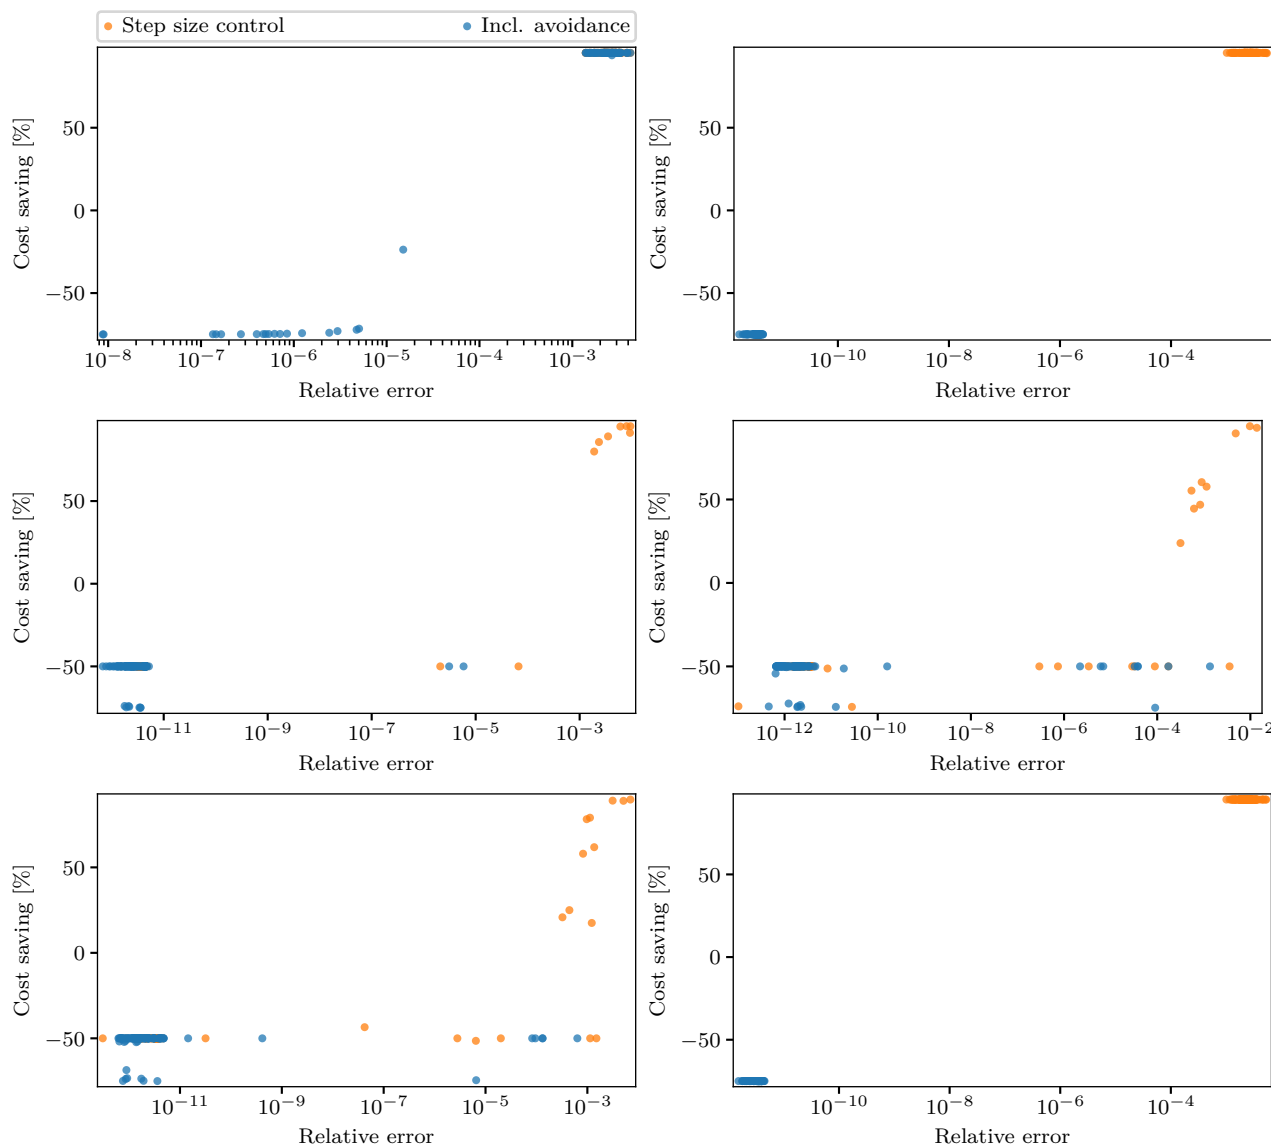 Step size control Incl. avoidance
Cost saving [%]
50
0
−50
10⁻⁸ 10⁻⁷ 10⁻⁶ 10⁻⁵ 10⁻⁴ 10⁻³
Relative error
Cost saving [%]
50
0
−50
10⁻¹⁰ 10⁻⁸ 10⁻⁶ 10⁻⁴
Relative error
Cost saving [%]
50
0
−50
10⁻¹¹ 10⁻⁹ 10⁻⁷ 10⁻⁵ 10⁻³
Relative error
Cost saving [%]
50
0
−50
10⁻¹² 10⁻¹⁰ 10⁻⁸ 10⁻⁶ 10⁻⁴ 10⁻²
Relative error
Cost saving [%]
50
0
−50
10⁻¹¹ 10⁻⁹ 10⁻⁷ 10⁻⁵ 10⁻³
Relative error
Cost saving [%]
50
0
−50
10⁻¹⁰ 10⁻⁸ 10⁻⁶ 10⁻⁴
Relative error